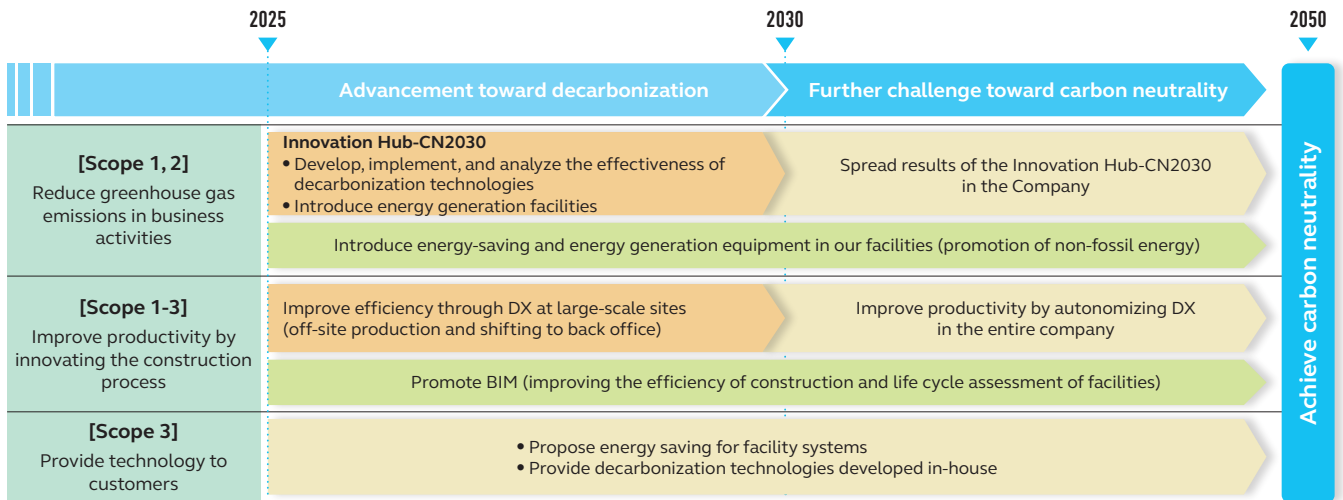 2025
2030
2050
Advancement toward decarbonization
Further challenge toward carbon neutrality
[Scope 1, 2]
Reduce greenhouse gas
emissions in business
activities
Innovation Hub-CN2030
• Develop, implement, and analyze the effectiveness of
decarbonization technologies
• Introduce energy generation facilities
Spread results of the Innovation Hub-CN2030
in the Company
Introduce energy-saving and energy generation equipment in our facilities (promotion of non-fossil energy)
[Scope 1-3]
Improve productivity by
innovating the construction
process
Improve efficiency through DX at large-scale sites
(off-site production and shifting to back office)
Improve productivity by autonomizing DX
in the entire company
Promote BIM (improving the efficiency of construction and life cycle assessment of facilities)
[Scope 3]
Provide technology to
customers
• Propose energy saving for facility systems
• Provide decarbonization technologies developed in-house
Achieve carbon neutrality